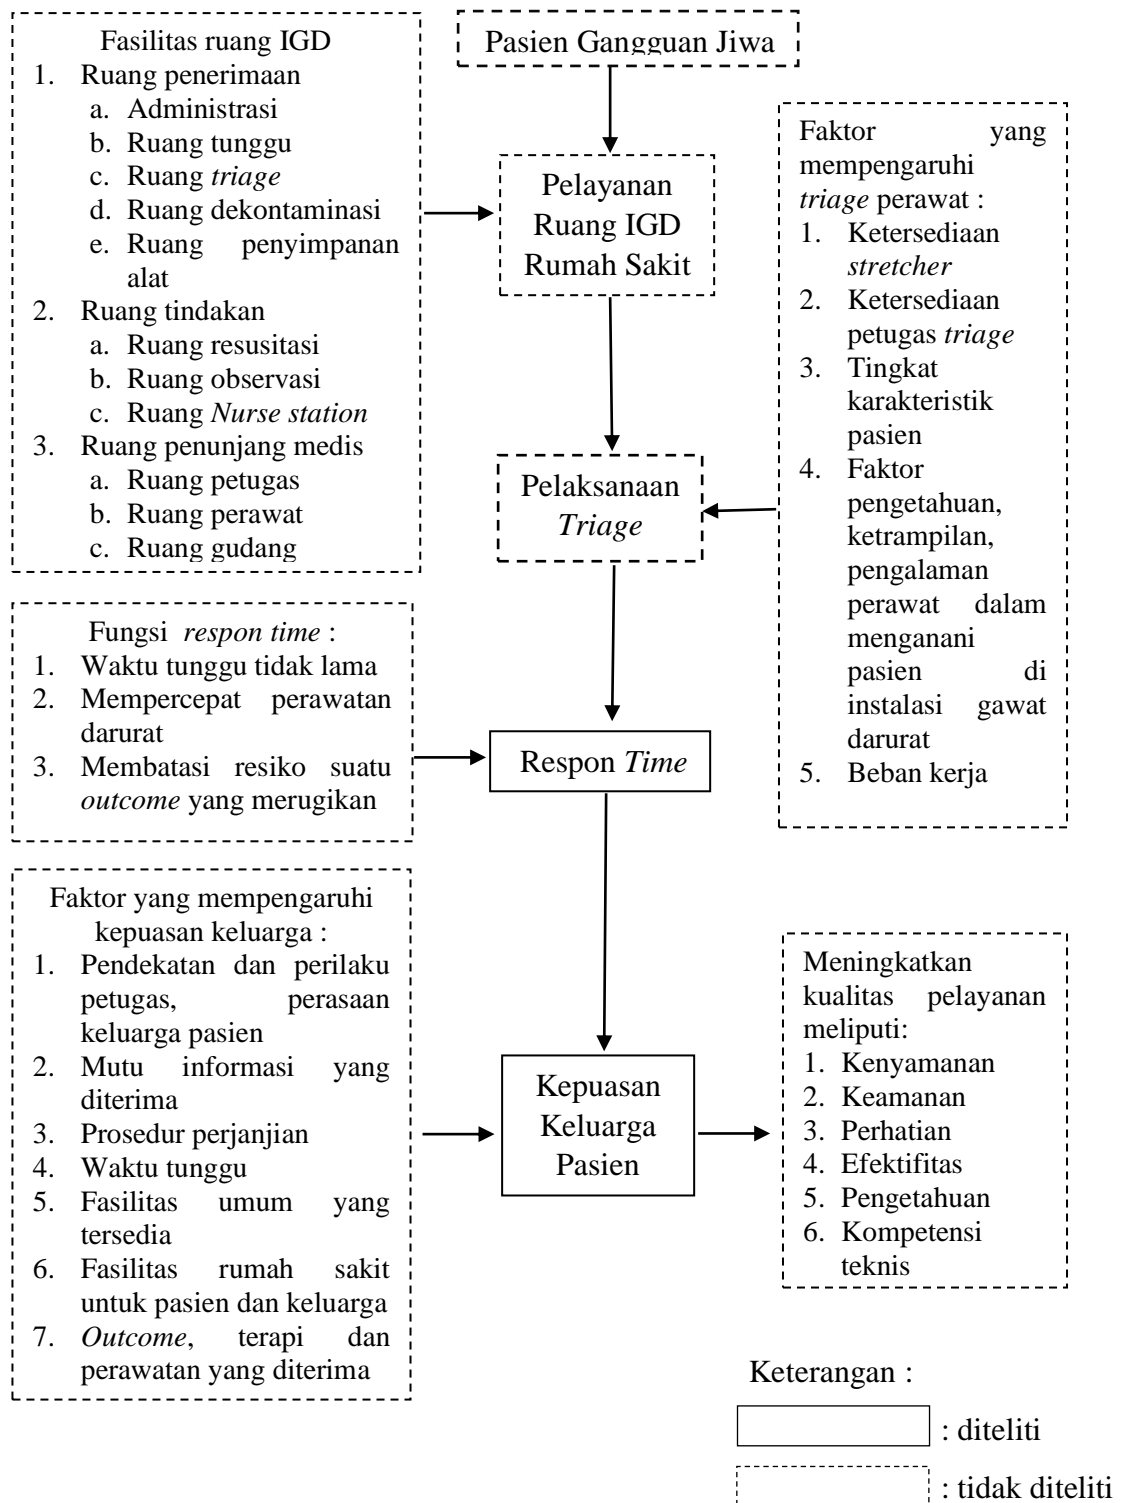 Fasilitas ruang IGD
1. Ruang penerimaan
a. Administrasi
b. Ruang tunggu
c. Ruang triage
d. Ruang dekontaminasi
e. Ruang penyimpanan
alat
2. Ruang tindakan
a. Ruang resusitasi
b. Ruang observasi
c. Ruang Nurse station
3. Ruang penunjang medis
a. Ruang petugas
b. Ruang perawat
c. Ruang gudang
Pasien Gangguan Jiwa
Pelayanan
Ruang IGD
Rumah Sakit
Faktor yang
mempengaruhi
triage perawat :
1. Ketersediaan
stretcher
2. Ketersediaan
petugas triage
3. Tingkat
karakteristik
pasien
4. Faktor
pengetahuan,
ketrampilan,
pengalaman
perawat dalam
menganani
pasien di
instalasi gawat
darurat
5. Beban kerja
Pelaksanaan
Triage
Fungsi respon time :
1. Waktu tunggu tidak lama
2. Mempercepat perawatan
darurat
3. Membatasi resiko suatu
outcome yang merugikan
Respon Time
Faktor yang mempengaruhi
kepuasan keluarga :
1. Pendekatan dan perilaku
petugas, perasaan
keluarga pasien
2. Mutu informasi yang
diterima
3. Prosedur perjanjian
4. Waktu tunggu
5. Fasilitas umum yang
tersedia
6. Fasilitas rumah sakit
untuk pasien dan keluarga
7. Outcome, terapi dan
perawatan yang diterima
Kepuasan
Keluarga
Pasien
Meningkatkan
kualitas pelayanan
meliputi:
1. Kenyamanan
2. Keamanan
3. Perhatian
4. Efektifitas
5. Pengetahuan
6. Kompetensi
teknis
Keterangan :
: diteliti
: tidak diteliti